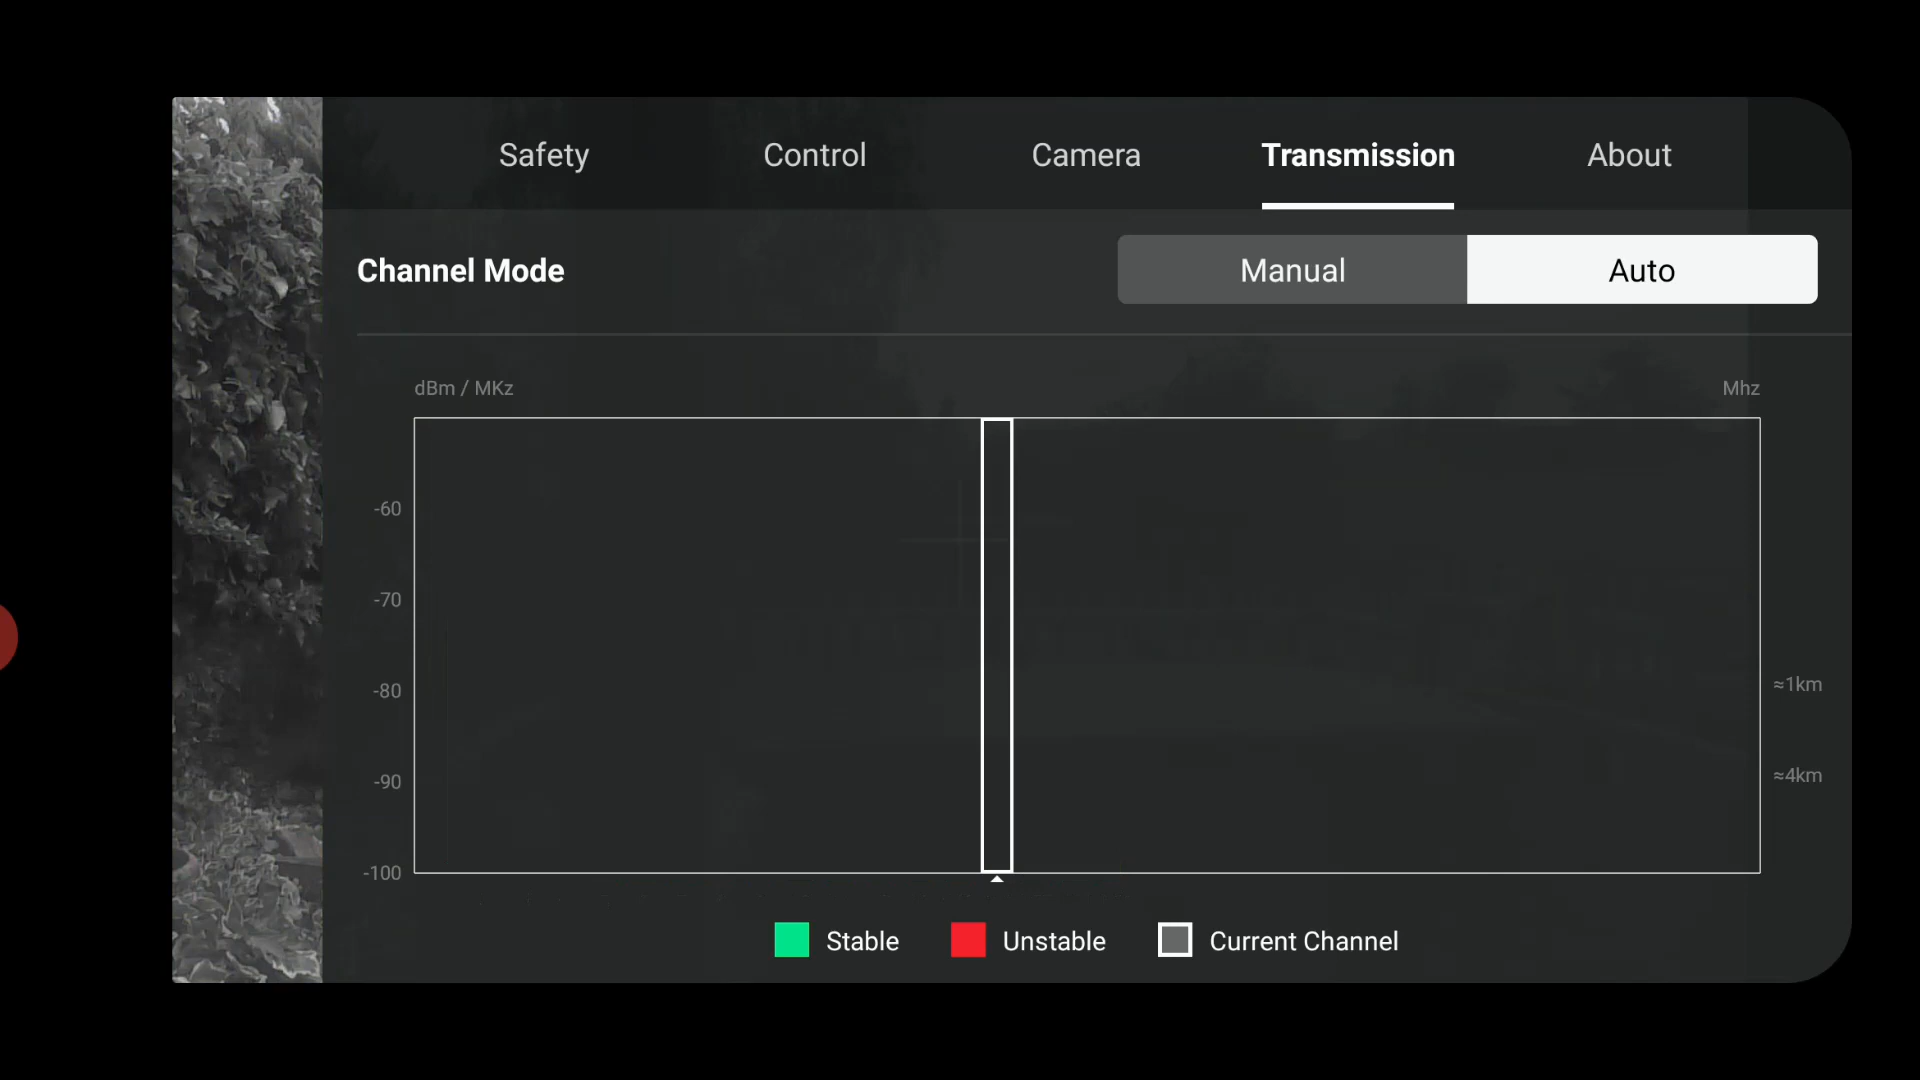 Safety Control Camera Transmission About
Channel Mode Manual Auto
dBm / MKz Mhz
-60
-70
-80 ≈1km
-90 ≈4km
-100
Stable Unstable Current Channel